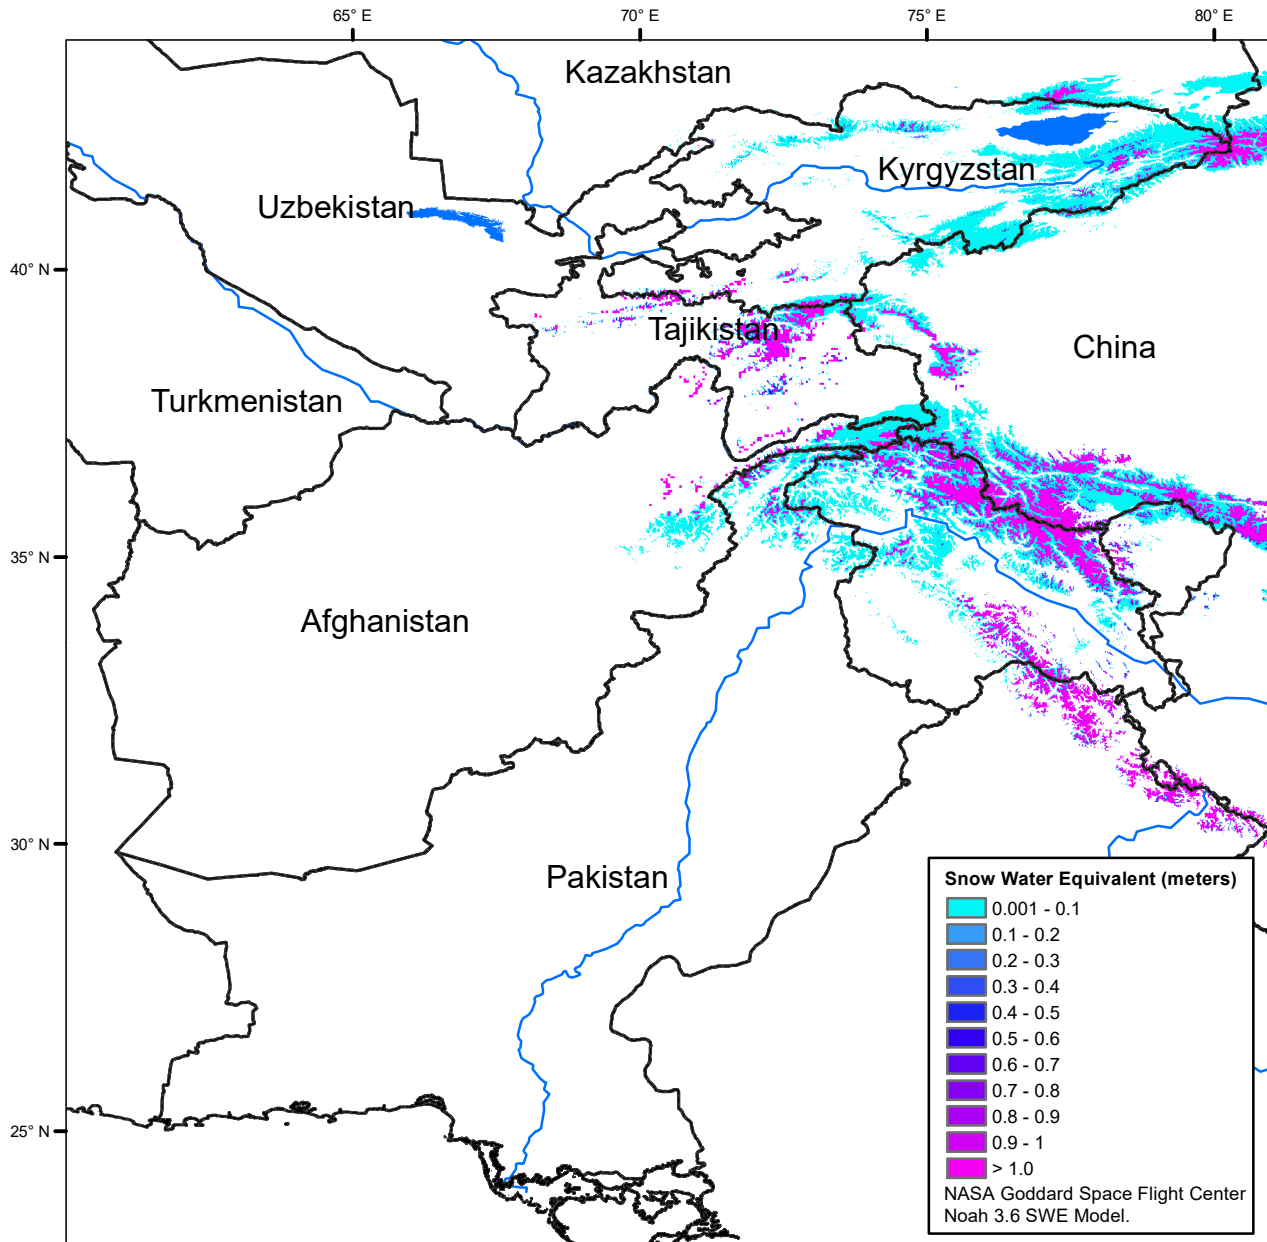 65° E
70° E
75° E
80° E
Kazakhstan
Kyrgyzstan
Uzbekistan
40° N
Tajikistan
China
Turkmenistan
35° N
Afghanistan
30° N
Pakistan
25° N
Snow Water Equivalent (meters)
0.001 - 0.1
0.1 - 0.2
0.2 - 0.3
0.3 - 0.4
0.4 - 0.5
0.5 - 0.6
0.6 - 0.7
0.7 - 0.8
0.8 - 0.9
0.9 - 1
> 1.0
NASA Goddard Space Flight Center
Noah 3.6 SWE Model.